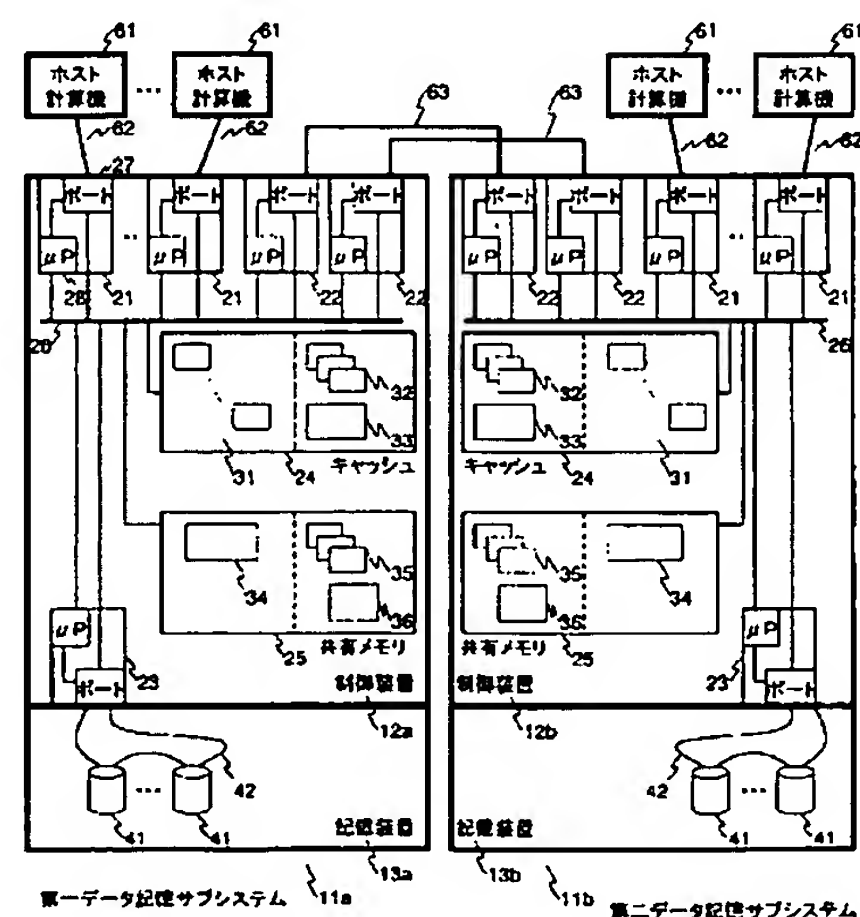 61 61 61 61
ホスト
計算機
…
ホスト
計算機
ホスト
計算機
…
ホスト
計算機
63 63
62 62 62 62
27
ポート ポート ポート ポート
ポート ポート ポート ポート
μP μP μP μP
μP μP μP μP
28 21 21 22 22
22 22 21 21
26 26
32 32
33 33
31 24 キャッシュ
キャッシュ 24 31
34 35 36
35 36 34
25 共有メモリ
共有メモリ 25
μP μP
ポート 23
23 ポート
制御装置 制御装置
12a 12b
42 42
… …
41 41 41 41
記憶装置 記憶装置
13a 13b
第一データ記憶サブシステム 11a
11b 第二データ記憶サブシステム